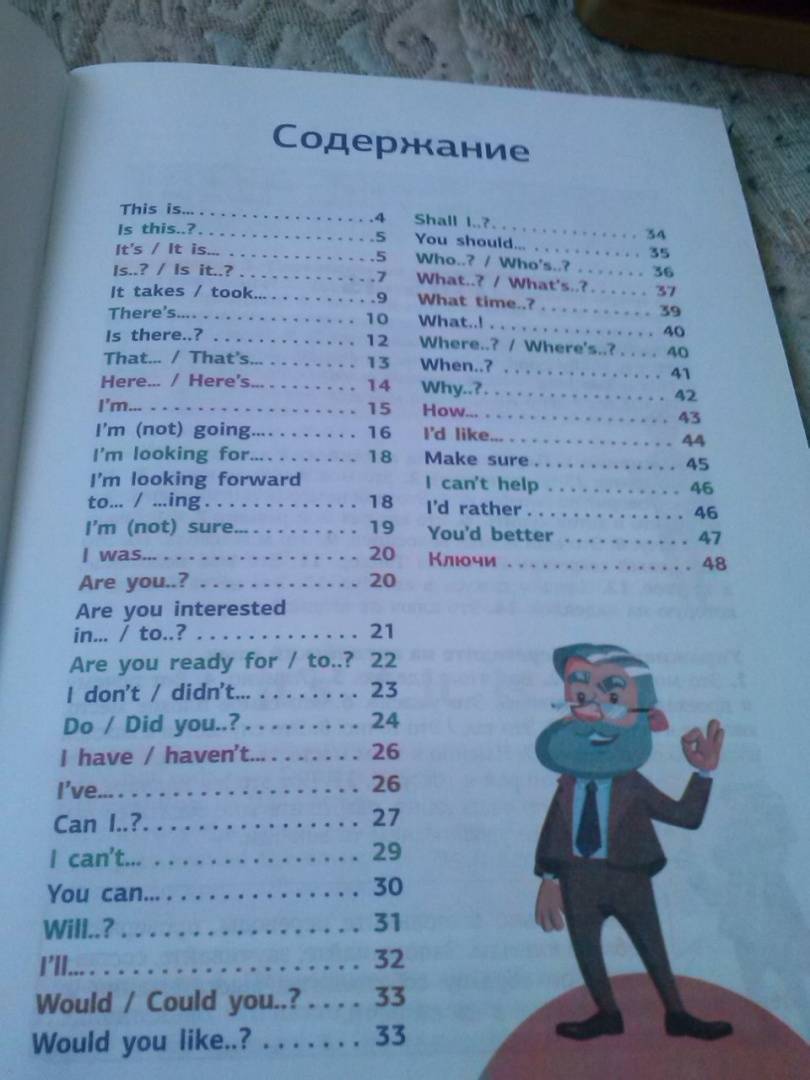 Содержание
This is... . . . . . . . . . . . . . . . . . .4
Is this..?. . . . . . . . . . . . . . . . . .5
It's / It is... . . . . . . . . . . . . . . . .5
Is..? / Is it..? . . . . . . . . . . . . . . .7
It takes / took... . . . . . . . . . . .9
There's... . . . . . . . . . . . . . . . . 10
Is there..? . . . . . . . . . . . . . . . 12
That... / That's... . . . . . . . . . . 13
Here... / Here's... . . . . . . . . . . 14
I'm... . . . . . . . . . . . . . . . . . . . 15
I'm (not) going... . . . . . . . . . 16
I'm looking for... . . . . . . . . . 18
I'm looking forward
to... / ...ing . . . . . . . . . . . . . . 18
I'm (not) sure... . . . . . . . . . . 19
I was... . . . . . . . . . . . . . . . . . 20
Are you..? . . . . . . . . . . . . . . . 20
Are you interested
in... / to..? . . . . . . . . . . . . . 21
Are you ready for / to..? 22
I don't / didn't... . . . . . . . . 23
Do / Did you..? . . . . . . . . . . 24
I have / haven't... . . . . . . . . 26
I've... . . . . . . . . . . . . . . . . . . 26
Can I..?. . . . . . . . . . . . . . . . 27
I can't... . . . . . . . . . . . . . . . 29
You can... . . . . . . . . . . . . . . 30
Will..? . . . . . . . . . . . . . . . . . 31
I'll... . . . . . . . . . . . . . . . . . . . 32
Would / Could you..? . . . . 33
Would you like..? . . . . . . . 33
Shall I..?. . . . . . . . . . . . . . . . 34
You should... . . . . . . . . . . . . 35
Who..? / Who's..? . . . . . . . 36
What..? / What's..?. . . . . . 37
What time..? . . . . . . . . . . . 39
What..! . . . . . . . . . . . . . . . . 40
Where..? / Where's..?. . . . 40
When..? . . . . . . . . . . . . . . . 41
Why..?. . . . . . . . . . . . . . . . . 42
How... . . . . . . . . . . . . . . . . . 43
I'd like... . . . . . . . . . . . . . . . 44
Make sure . . . . . . . . . . . . . 45
I can't help . . . . . . . . . . . . 46
I'd rather . . . . . . . . . . . . . . 46
You'd better . . . . . . . . . . . 47
Ключи . . . . . . . . . . . . . . . . 48